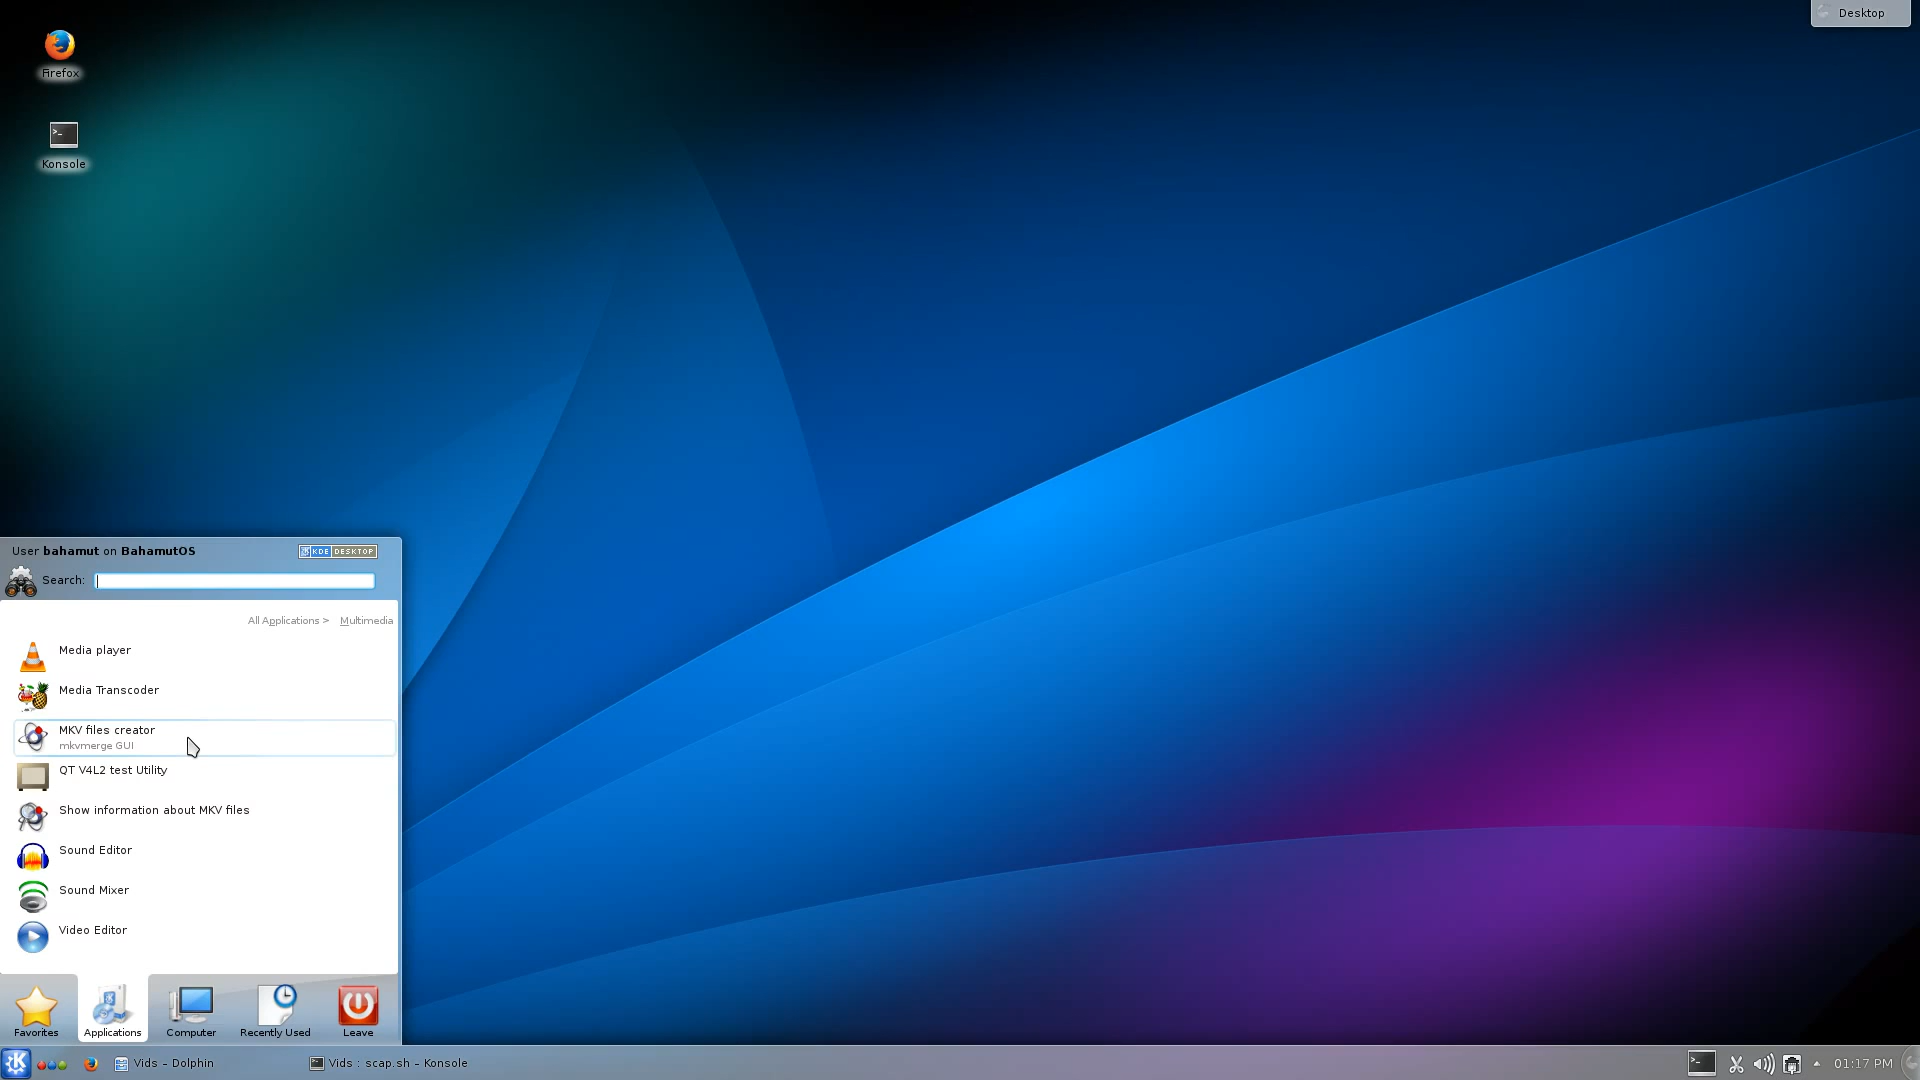 Desktop
Firefox
>_
Konsole
User bahamut on BahamutOS
KDE DESKTOP
Search:
All Applications > Multimedia
Media player
Media Transcoder
MKV files creator
mkvmerge GUI
QT V4L2 test Utility
Show information about MKV files
Sound Editor
Sound Mixer
Video Editor
Favorites
Applications
Computer
Recently Used
Leave
Vids – Dolphin
Vids : scap.sh – Konsole
>_
01:17 PM